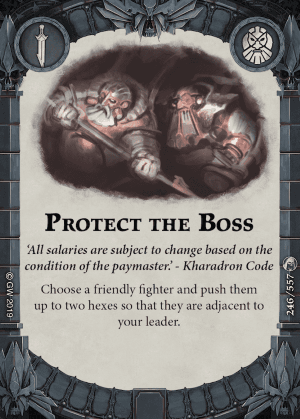 PROTECT THE BOSS
‘All salaries are subject to change based on the
condition of the paymaster.’ - Kharadron Code
Choose a friendly fighter and push them
up to two hexes so that they are adjacent to
your leader.
© GW 2019
246/557